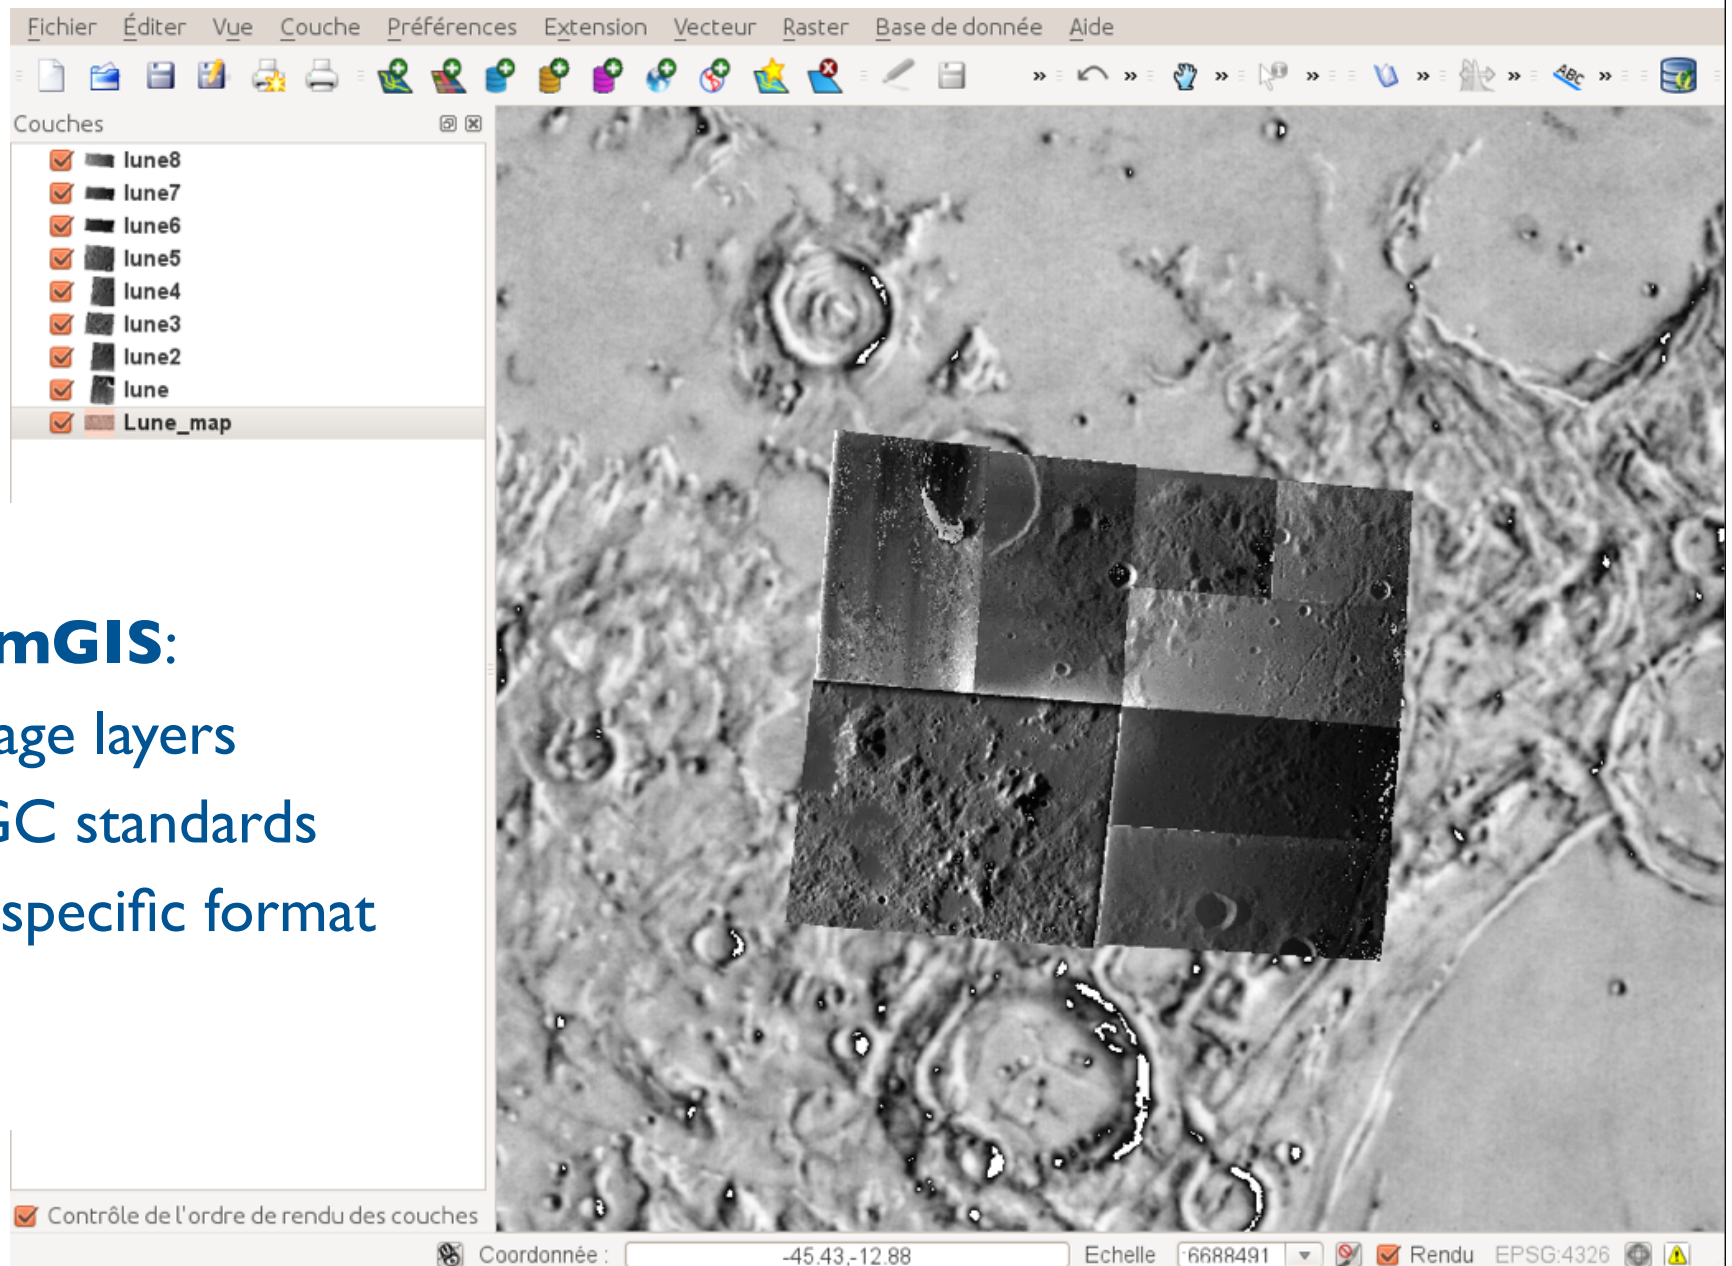 Fichier Éditer Vue Couche Préférences Extension Vecteur Raster Base de donnée Aide
ABC
Couches
lune8
lune7
lune6
lune5
lune4
lune3
lune2
lune
Lune_map
mGIS:
age layers
GC standards
specific format
Contrôle de l'ordre de rendu des couches
Coordonnée : -45.43,-12.88 Echelle :6688491 Rendu EPSG:4326